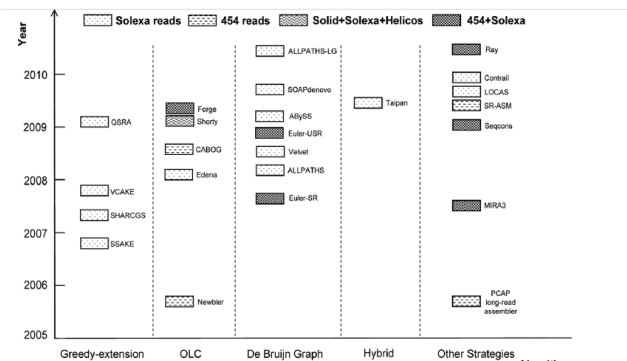 Solexa reads 454 reads Solid+Solexa+Helicos 454+Solexa
Year
ALLPATHS-LG
Ray
2010
Contrail
SOAPdenovo
LOCAS
Taipan
SR-ASM
Forge
ABySS
QSRA
Shorty
Seqcons
2009
Euler-USR
CABOG
Velvet
ALLPATHS
Edena
2008
VCAKE
Euler-SR
MIRA3
SHARCGS
2007
SSAKE
2006
Newbler
PCAP
long-read
assembler
2005
Greedy-extension OLC De Bruijn Graph Hybrid Other Strategies